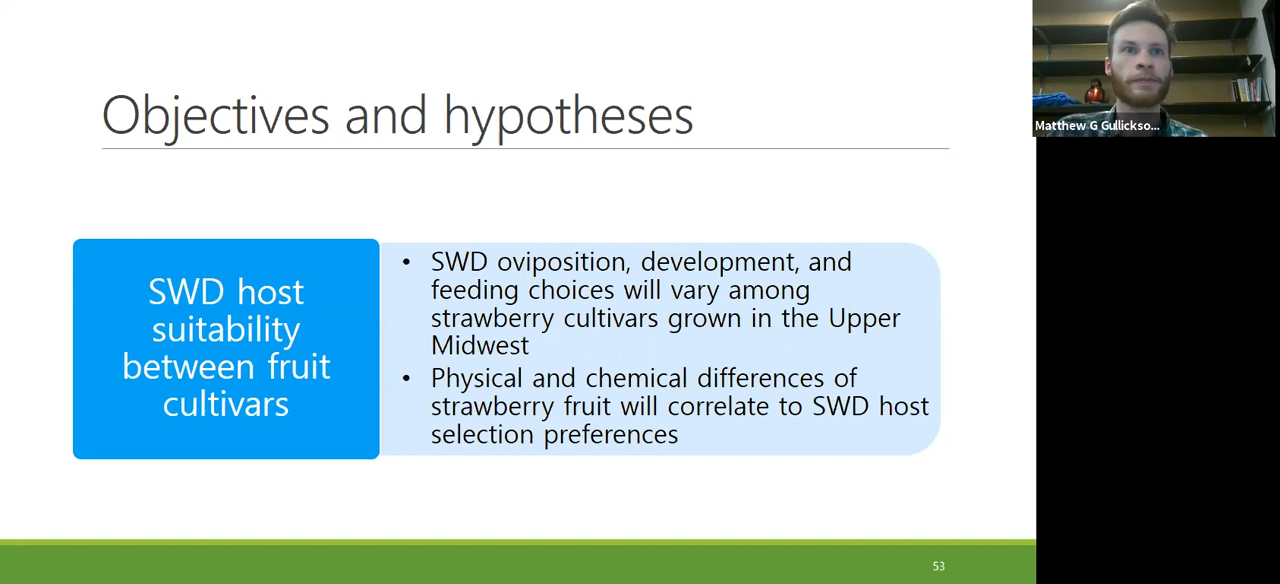 Objectives and hypotheses
SWD host
suitability
between fruit
cultivars
• SWD oviposition, development, and
feeding choices will vary among
strawberry cultivars grown in the Upper
Midwest
• Physical and chemical differences of
strawberry fruit will correlate to SWD host
selection preferences
53
Matthew G Gullickso...